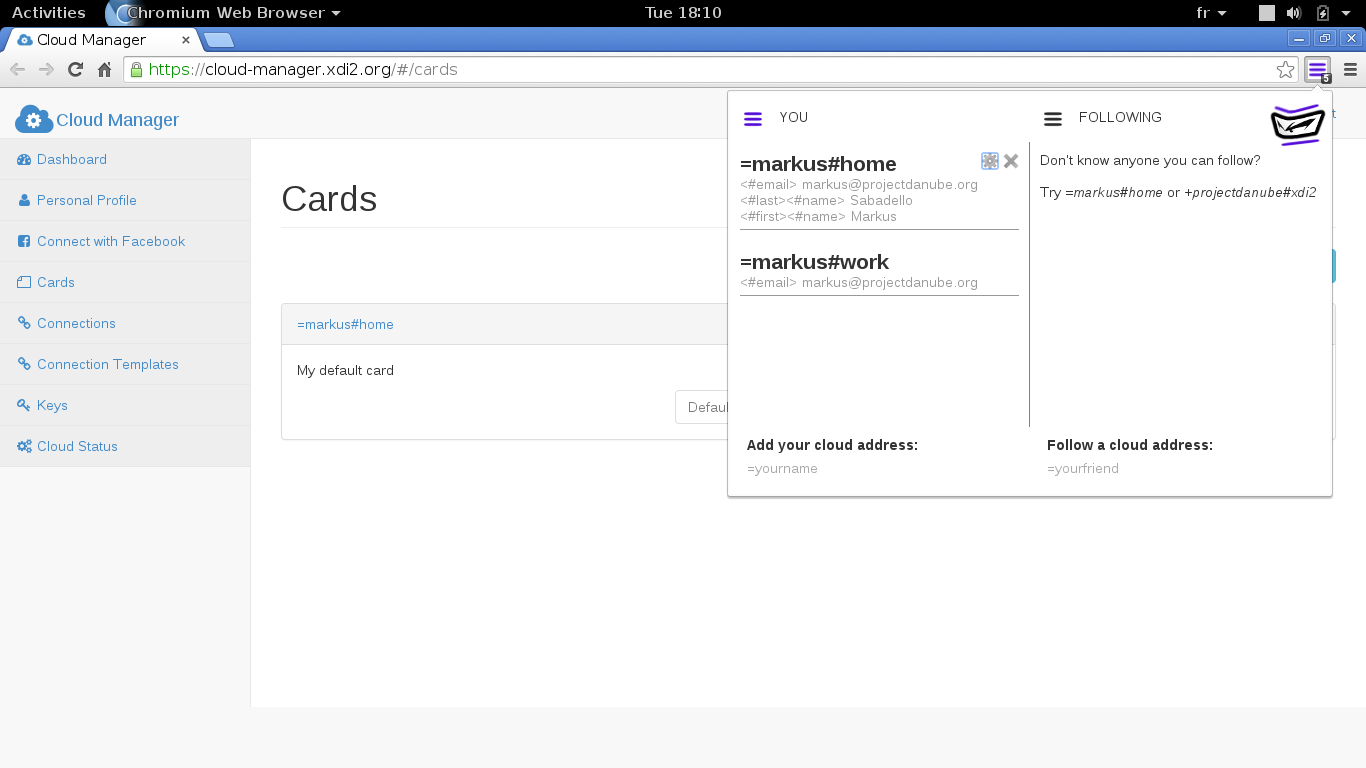 Activities Chromium Web Browser Tue 18:10 fr
Cloud Manager
https://cloud-manager.xdi2.org/#/cards 5
Cloud Manager
Dashboard
Personal Profile
Connect with Facebook
Cards
Connections
Connection Templates
Keys
Cloud Status
Cards
=markus#home
My default card
YOU
=markus#home
<#email> markus@projectdanube.org
<#last><#name> Sabadello
<#first><#name> Markus
=markus#work
<#email> markus@projectdanube.org
Add your cloud address:
=yourname
FOLLOWING
Don't know anyone you can follow?
Try =markus#home or +projectdanube#xdi2
Follow a cloud address:
=yourfriend